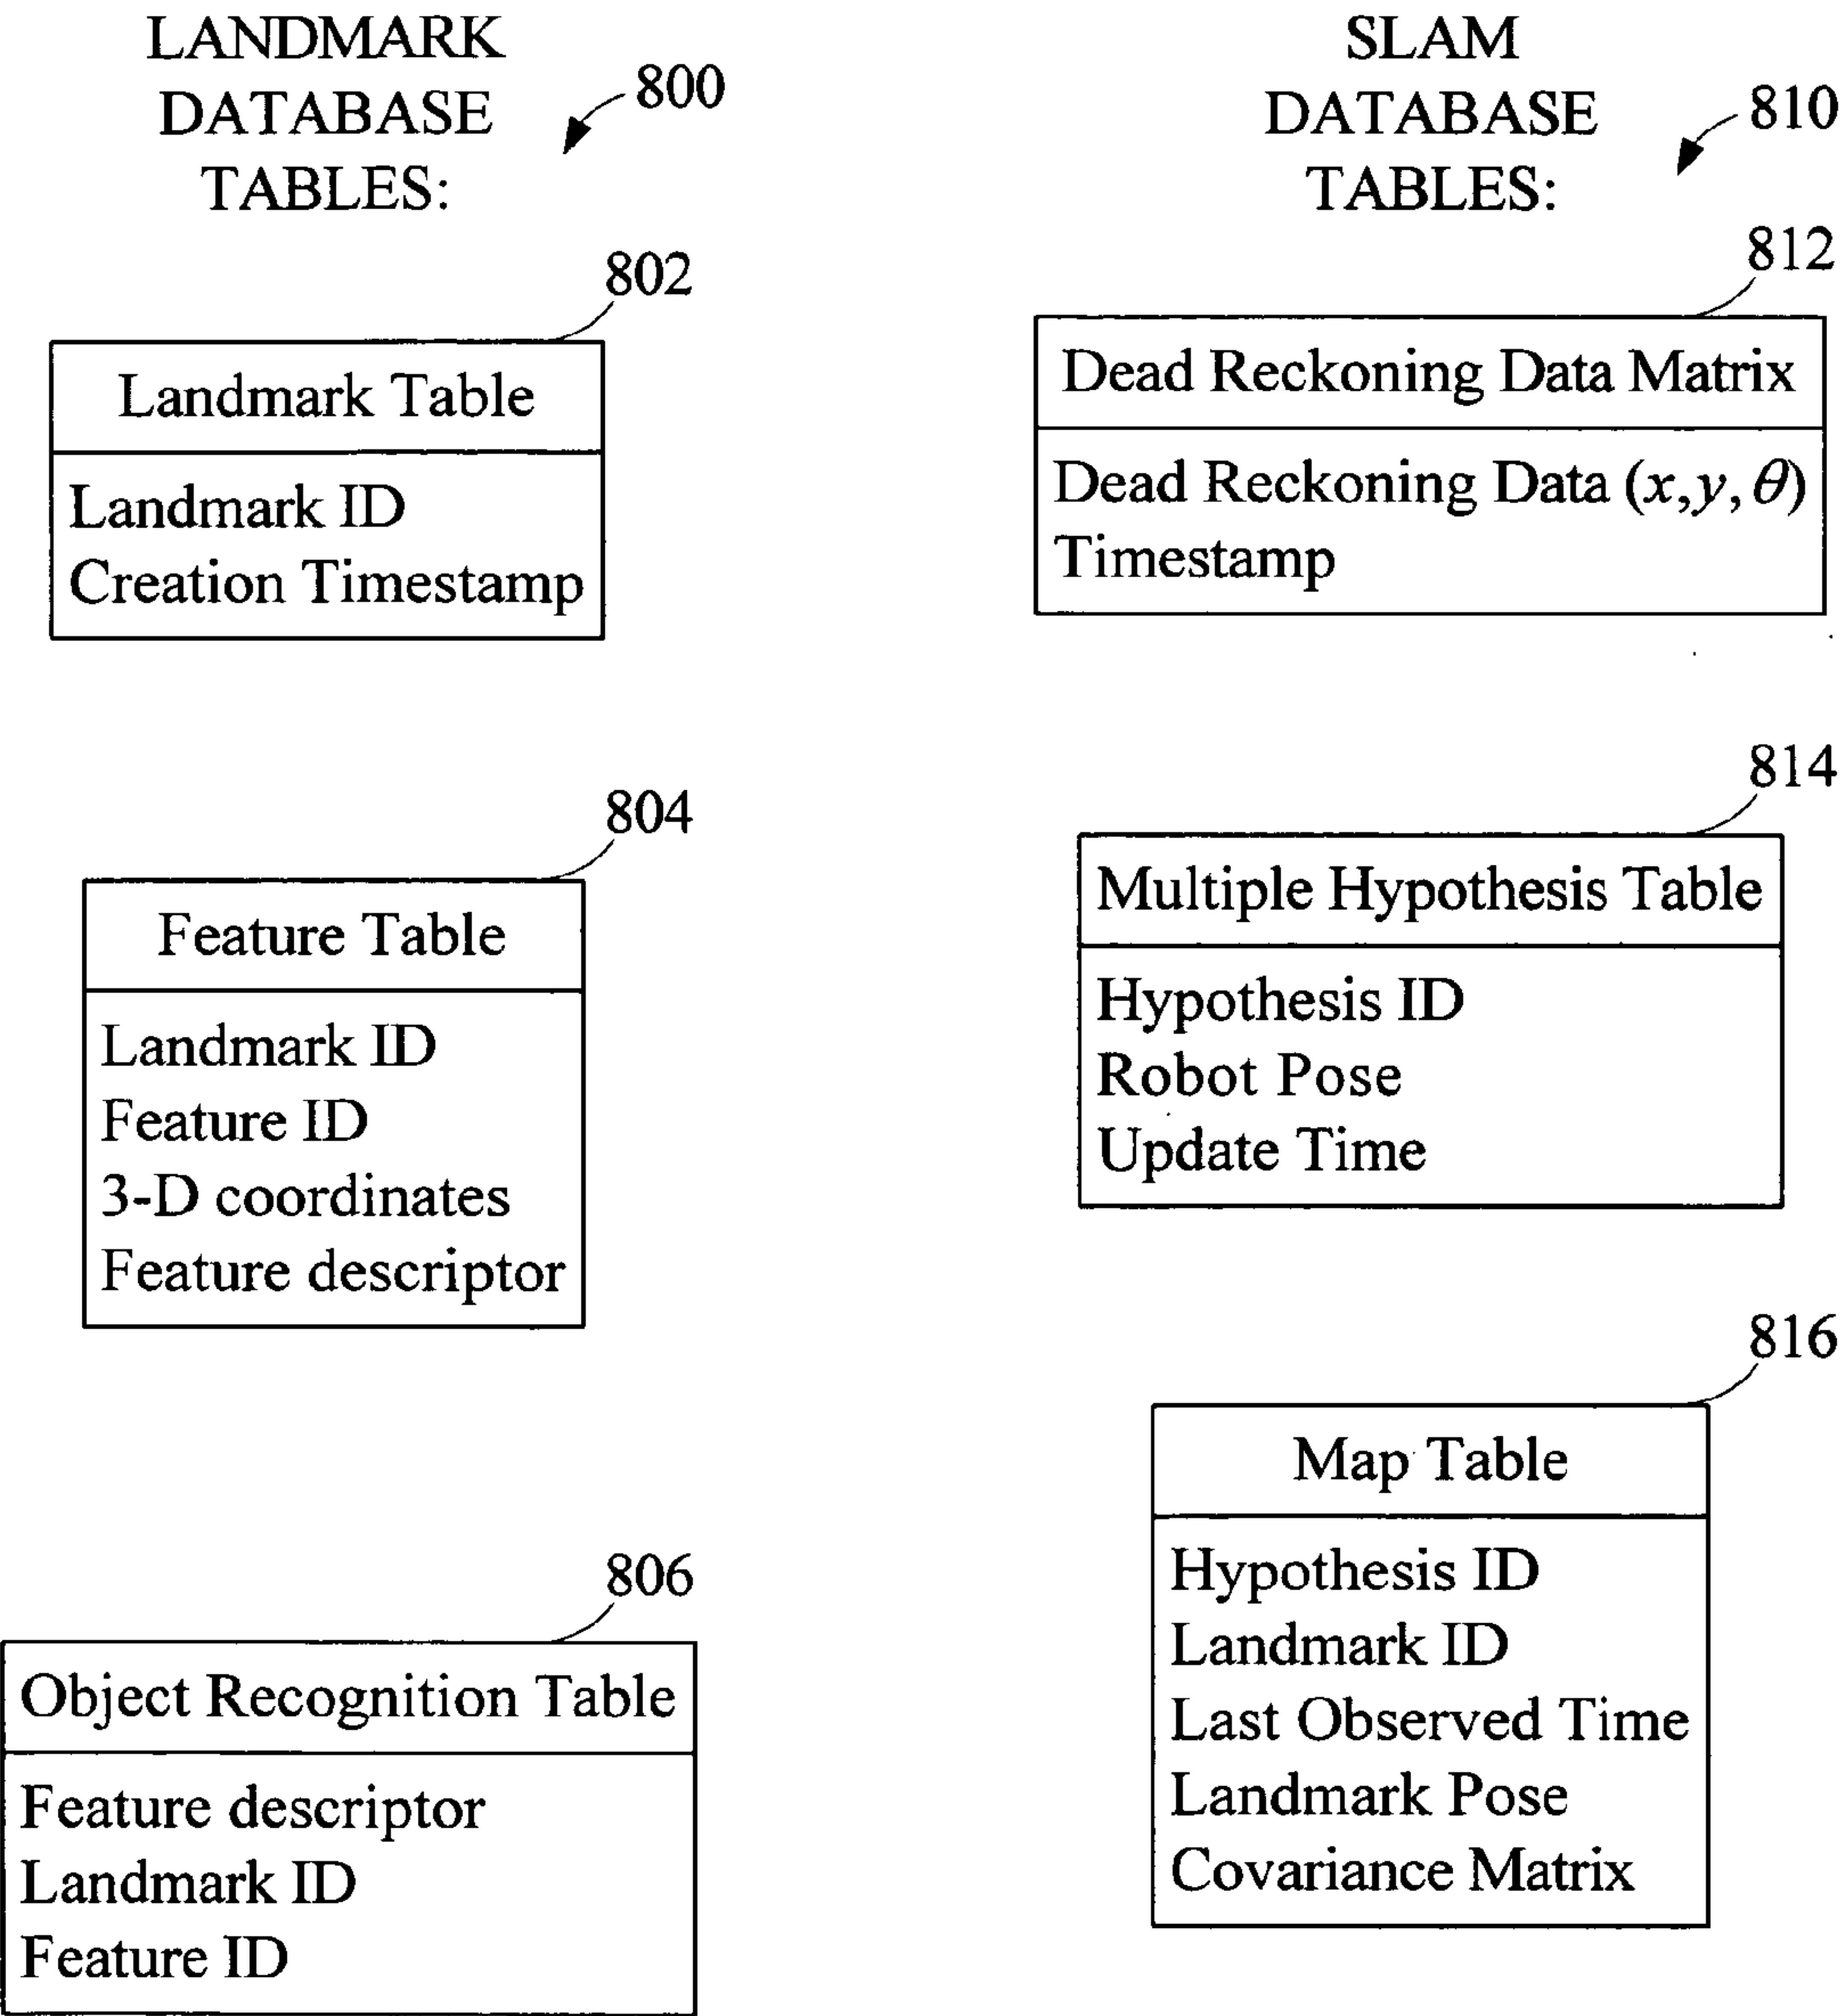 LANDMARK
DATABASE
TABLES:
800
802
Landmark Table
Landmark ID
Creation Timestamp
804
Feature Table
Landmark ID
Feature ID
3-D coordinates
Feature descriptor
806
Object Recognition Table
Feature descriptor
Landmark ID
Feature ID
SLAM
DATABASE
TABLES:
810
812
Dead Reckoning Data Matrix
Dead Reckoning Data (x,y,θ)
Timestamp
814
Multiple Hypothesis Table
Hypothesis ID
Robot Pose
Update Time
816
Map Table
Hypothesis ID
Landmark ID
Last Observed Time
Landmark Pose
Covariance Matrix